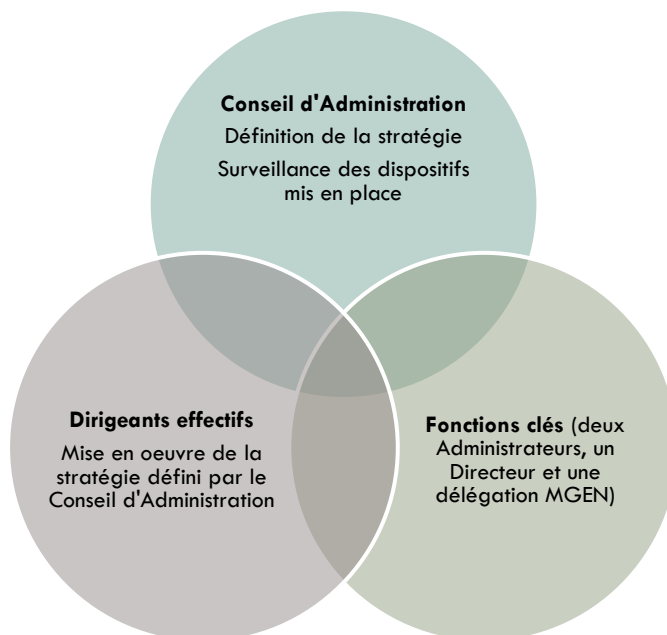 Conseil d'Administration
Définition de la stratégie
Surveillance des dispositifs
mis en place
Dirigeants effectifs
Mise en oeuvre de la
stratégie défini par le
Conseil d'Administration
Fonctions clés (deux
Administrateurs, un
Directeur et une
délégation MGEN)